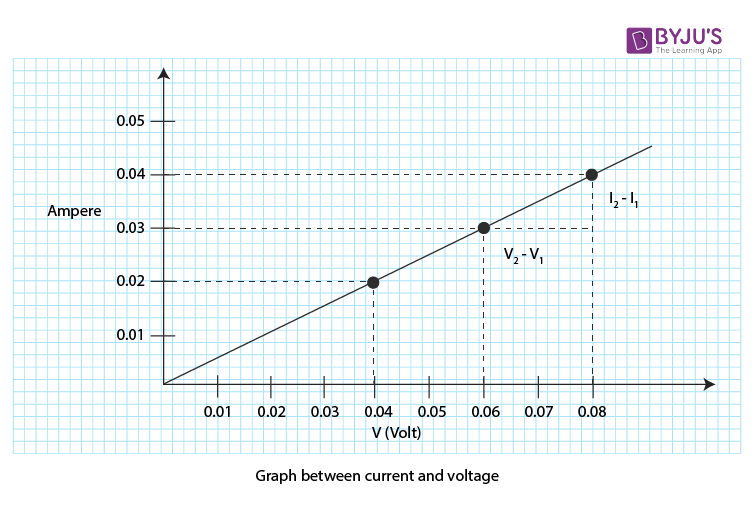 BYJU'S
The Learning App
0.05
0.04
Ampere
I₂ - I₁
0.03
V₂ - V₁
0.02
0.01
0.01 0.02 0.03 0.04 0.05 0.06 0.07 0.08
V (Volt)
Graph between current and voltage